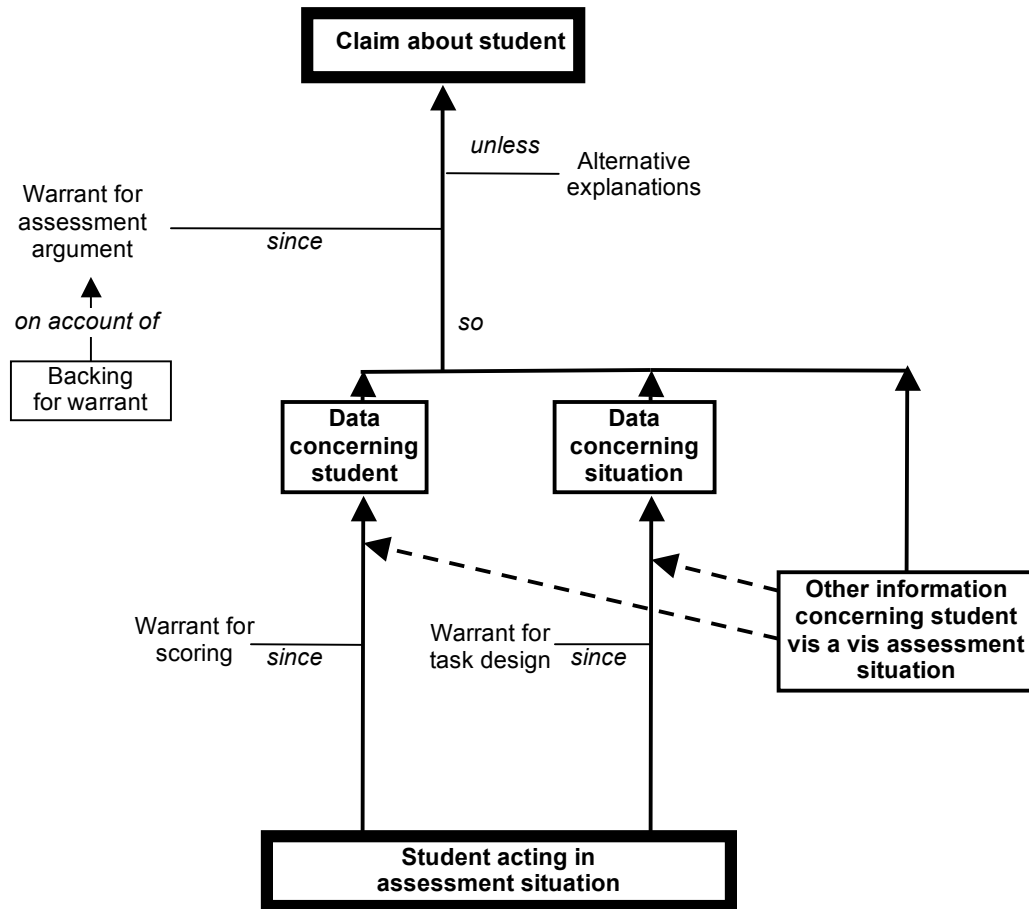 Claim about student
unless
Alternative
explanations
Warrant for
assessment
argument
since
on account of
so
Backing
for warrant
Data
concerning
student
Data
concerning
situation
Other information
concerning student
vis a vis assessment
situation
Warrant for
scoring
since
Warrant for
task design
since
Student acting in
assessment situation